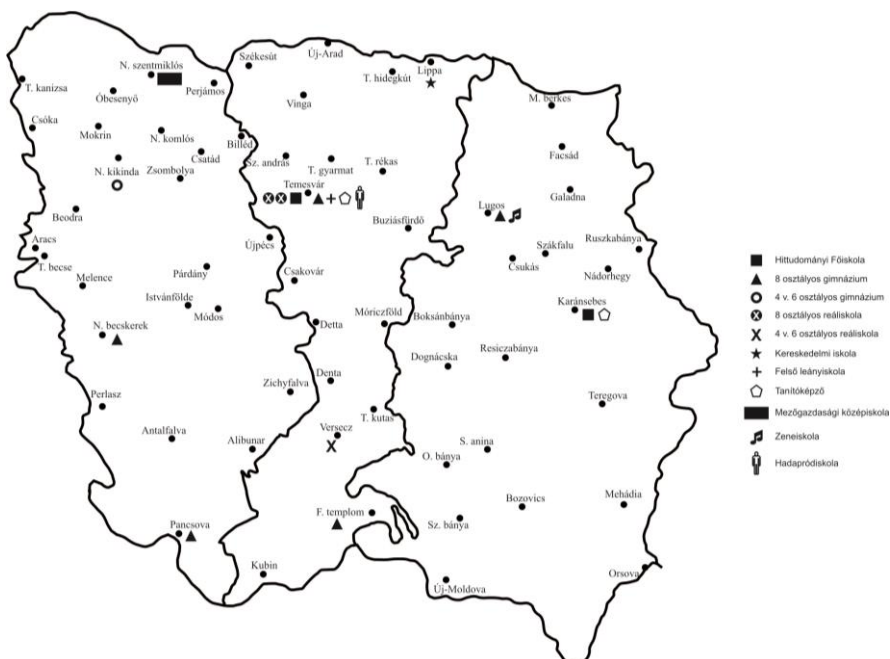 Új-Arad
Székesút
Lippa
N. szentmiklós
T. hidegkút
T. kanizsa
Perjámos
Óbesenyő
Vinga
M. berkes
Csóka
Mokrin
N. komlós
Billéd
Facsád
Csatád
Sz. andrás
T. gyarmat
T. rékas
N. kikinda
Zsombolya
Temesvár
Galadna
Beodra
Lugos
Buziásfürdő
Aracs
Újpécs
Szákfalu
Ruszkabánya
T. becse
Csukás
Párdány
Nádorhegy
Melence
Csakovár
Istvánfölde
Módos
Karánsebes
N. becskerek
Detta
Móriczföld
Boksánbánya
Dognácska
Resiczabánya
Denta
Zichyfalva
Perlasz
Teregova
T. kutas
Antalfalva
Versecz
Alibunar
S. anina
O. bánya
Bozovics
Mehádia
F. templom
Sz. bánya
Pancsova
Kubin
Új-Moldova
Orsova
Hittudományi Főiskola
8 osztályos gimnázium
4 v. 6 osztályos gimnázium
8 osztályos reáliskola
4 v. 6 osztályos reáliskola
Kereskedelmi iskola
Felső leányiskola
Tanítóképző
Mezőgazdasági középiskola
Zeneiskola
Hadapródiskola